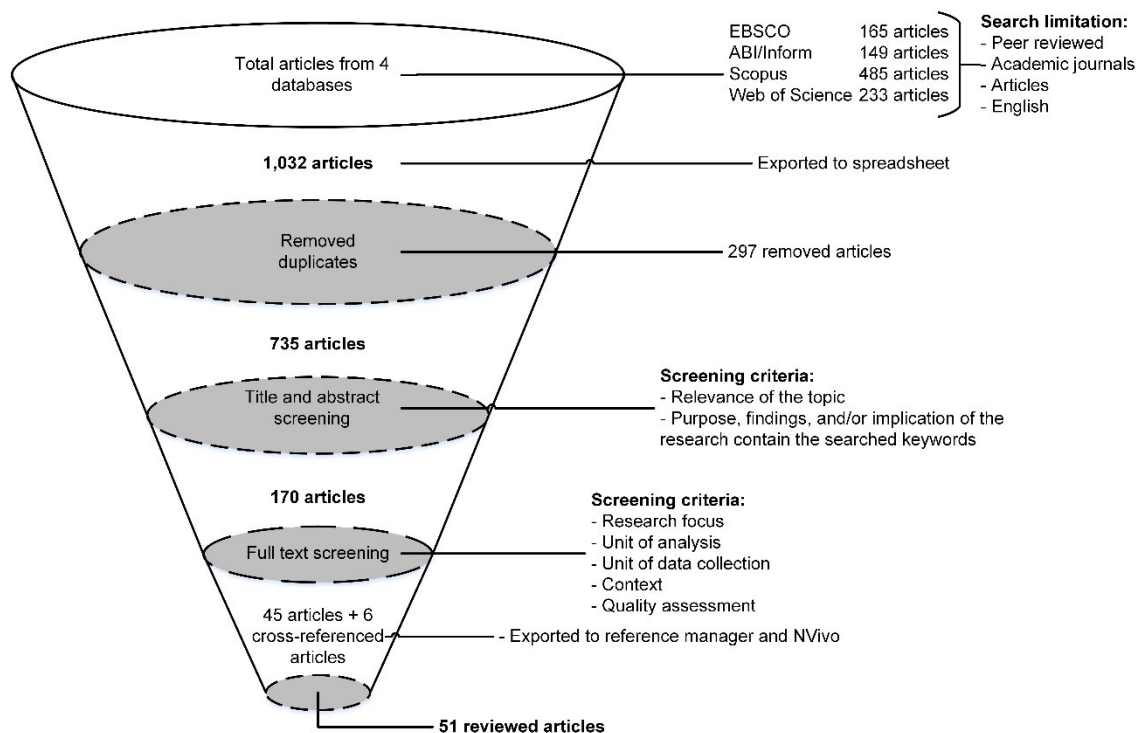 Total articles from 4
databases
EBSCO 165 articles
ABI/Inform 149 articles
Scopus 485 articles
Web of Science 233 articles
Search limitation:
- Peer reviewed
- Academic journals
- Articles
- English
1,032 articles
Exported to spreadsheet
Removed
duplicates
297 removed articles
735 articles
Title and abstract
screening
Screening criteria:
- Relevance of the topic
- Purpose, findings, and/or implication of the
research contain the searched keywords
170 articles
Full text screening
Screening criteria:
- Research focus
- Unit of analysis
- Unit of data collection
- Context
- Quality assessment
45 articles + 6
cross-referenced
articles
- Exported to reference manager and NVivo
51 reviewed articles